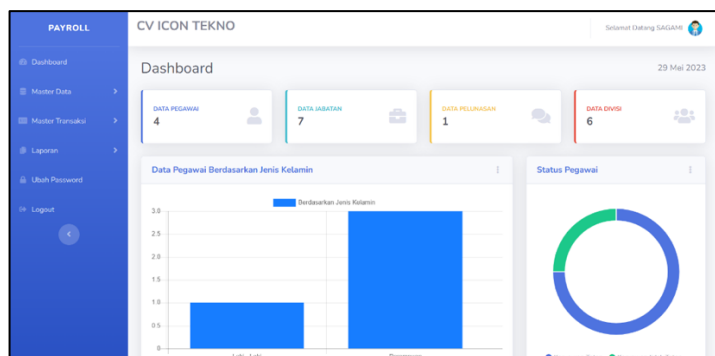 PAYROLL
CV ICON TEKNO
Selamat Datang SAGAMI
Dashboard
Master Data
Master Transaksi
Laporan
Ubah Password
Logout
Dashboard
29 Mei 2023
DATA PEGAWAI
4
DATA JABATAN
7
DATA PELUNASAN
1
DATA DIVISI
6
Data Pegawai Berdasarkan Jenis Kelamin
Berdasarkan Jenis Kelamin
3.0
2.5
2.0
1.5
1.0
0.5
0
Status Pegawai